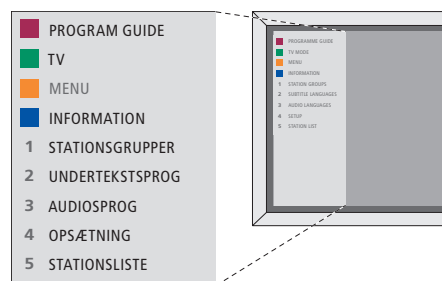 PROGRAM GUIDE
TV
MENU
INFORMATION
1 STATIONSGRUPPER
2 UNDERTEKSTSPROG
3 AUDIOSPROG
4 OPSÆTNING
5 STATIONSLISTE
PROGRAMME GUIDE
TV MODE
MENU
INFORMATION
1 STATION GROUPS
2 SUBTITLE LANGUAGES
3 AUDIO LANGUAGES
4 SETUP
5 STATION LIST